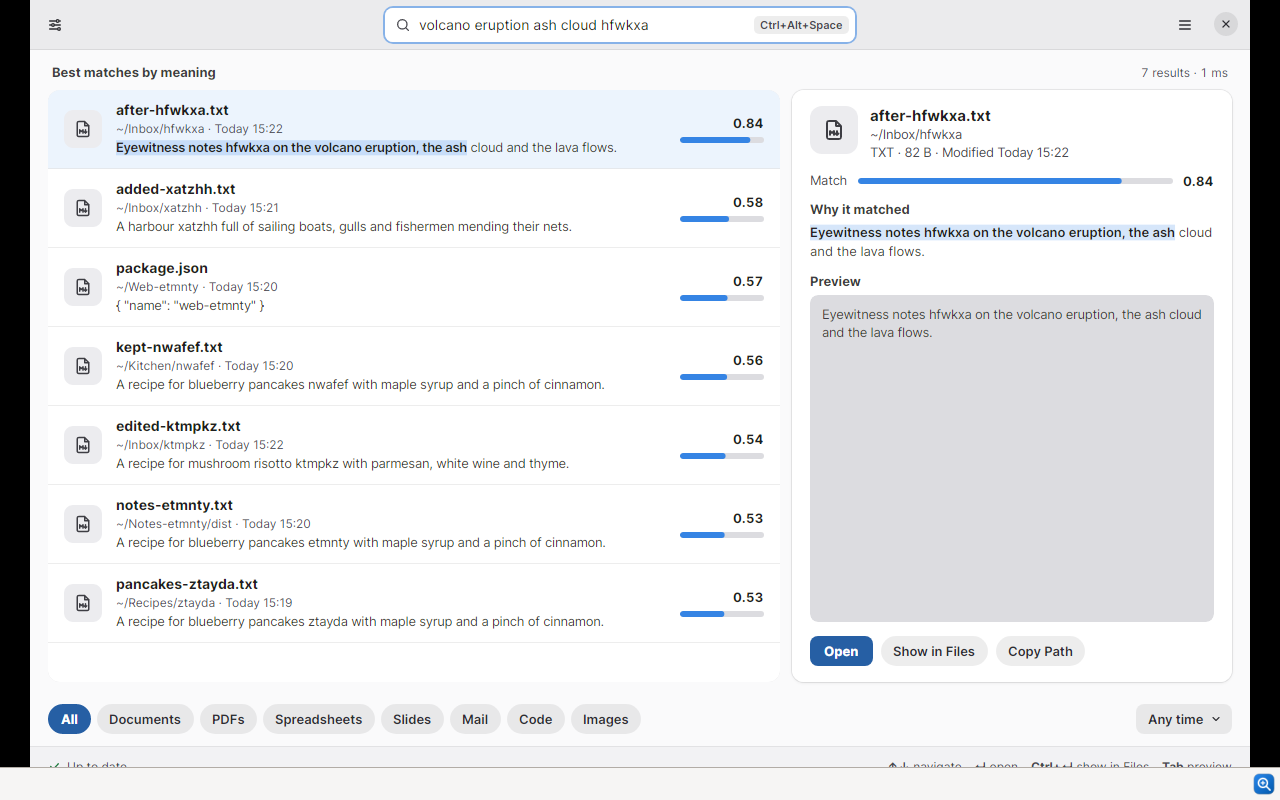 volcano eruption ash cloud hfwkxa
Ctrl+Alt+Space
Best matches by meaning
7 results · 1 ms
after-hfwkxa.txt
~/Inbox/hfwkxa · Today 15:22
Eyewitness notes hfwkxa on the volcano eruption, the ash cloud and the lava flows.
0.84
added-xatzhh.txt
~/Inbox/xatzhh · Today 15:21
A harbour xatzhh full of sailing boats, gulls and fishermen mending their nets.
0.58
package.json
~/Web-etmnty · Today 15:20
{ "name": "web-etmnty" }
0.57
kept-nwafef.txt
~/Kitchen/nwafef · Today 15:20
A recipe for blueberry pancakes nwafef with maple syrup and a pinch of cinnamon.
0.56
edited-ktmpkz.txt
~/Inbox/ktmpkz · Today 15:22
A recipe for mushroom risotto ktmpkz with parmesan, white wine and thyme.
0.54
notes-etmnty.txt
~/Notes-etmnty/dist · Today 15:20
A recipe for blueberry pancakes etmnty with maple syrup and a pinch of cinnamon.
0.53
pancakes-ztayda.txt
~/Recipes/ztayda · Today 15:19
A recipe for blueberry pancakes ztayda with maple syrup and a pinch of cinnamon.
0.53
after-hfwkxa.txt
~/Inbox/hfwkxa
TXT · 82 B · Modified Today 15:22
Match 0.84
Why it matched
Eyewitness notes hfwkxa on the volcano eruption, the ash cloud
and the lava flows.
Preview
Eyewitness notes hfwkxa on the volcano eruption, the ash cloud
and the lava flows.
Open Show in Files Copy Path
All Documents PDFs Spreadsheets Slides Mail Code Images
Any time
Up to date
↑↓ navigate ↵ open Ctrl+↵ show in Files Tab preview